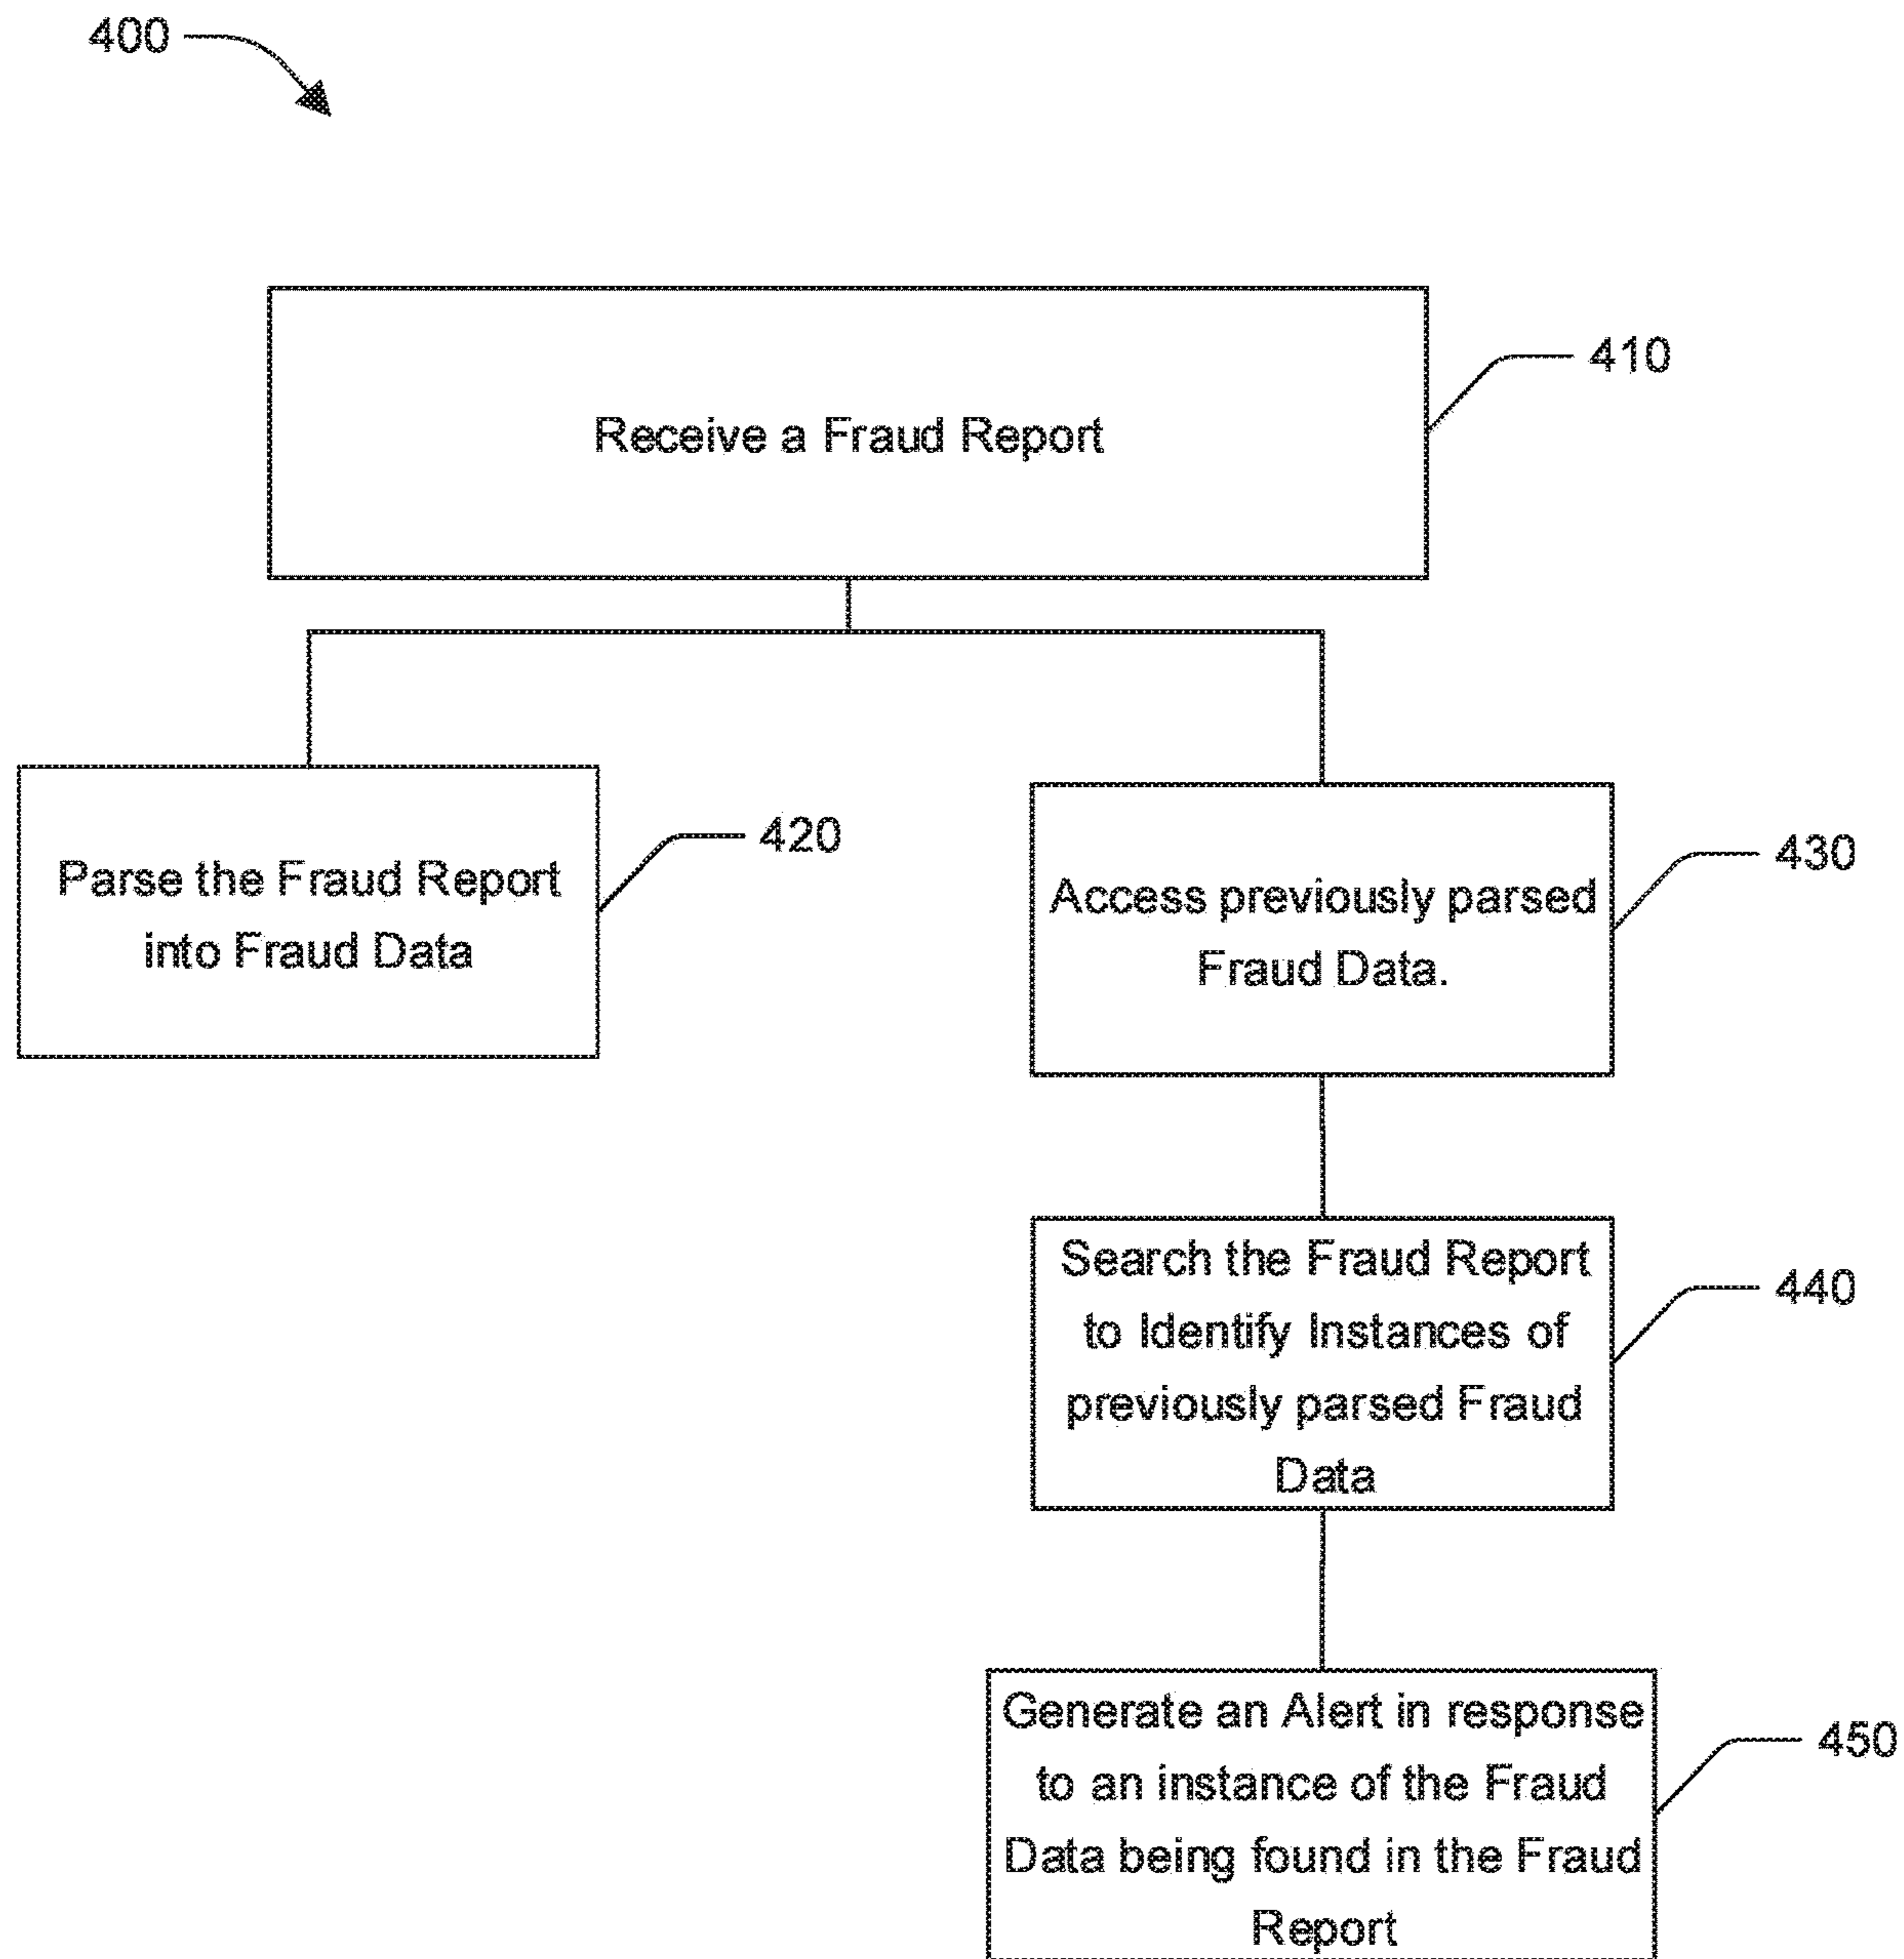 400
Receive a Fraud Report
410
Parse the Fraud Report
into Fraud Data
420
Access previously parsed
Fraud Data.
430
Search the Fraud Report
to Identify Instances of
previously parsed Fraud
Data
440
Generate an Alert in response
to an instance of the Fraud
Data being found in the Fraud
Report
450